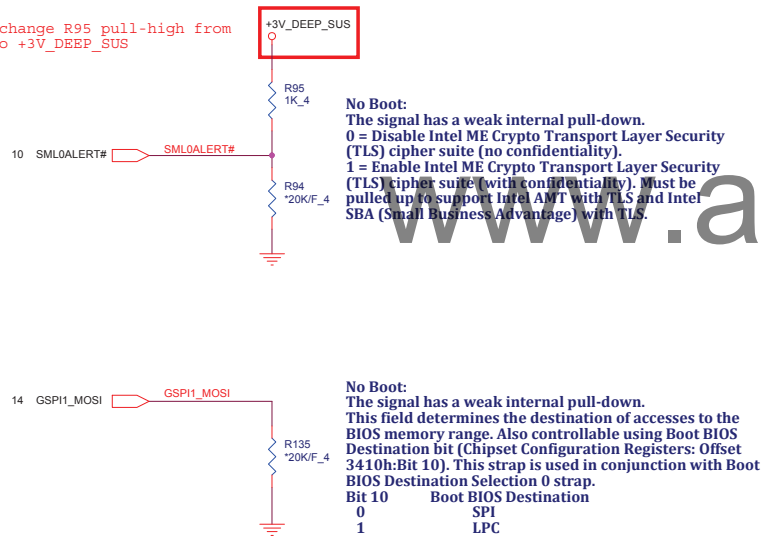 change R95 pull-high from
o +3V_DEEP_SUS
+3V_DEEP_SUS
R95
1K_4
10 SML0ALERT#
SML0ALERT#
R94
*20K/F_4
No Boot:
The signal has a weak internal pull-down.
0 = Disable Intel ME Crypto Transport Layer Security
(TLS) cipher suite (no confidentiality).
1 = Enable Intel ME Crypto Transport Layer Security
(TLS) cipher suite (with confidentiality). Must be
pulled up to support Intel AMT with TLS and Intel
SBA (Small Business Advantage) with TLS.
www.a
14 GSPI1_MOSI
GSPI1_MOSI
R135
*20K/F_4
No Boot:
The signal has a weak internal pull-down.
This field determines the destination of accesses to the
BIOS memory range. Also controllable using Boot BIOS
Destination bit (Chipset Configuration Registers: Offset
3410h:Bit 10). This strap is used in conjunction with Boot
BIOS Destination Selection 0 strap.
Bit 10 Boot BIOS Destination
0 SPI
1 LPC